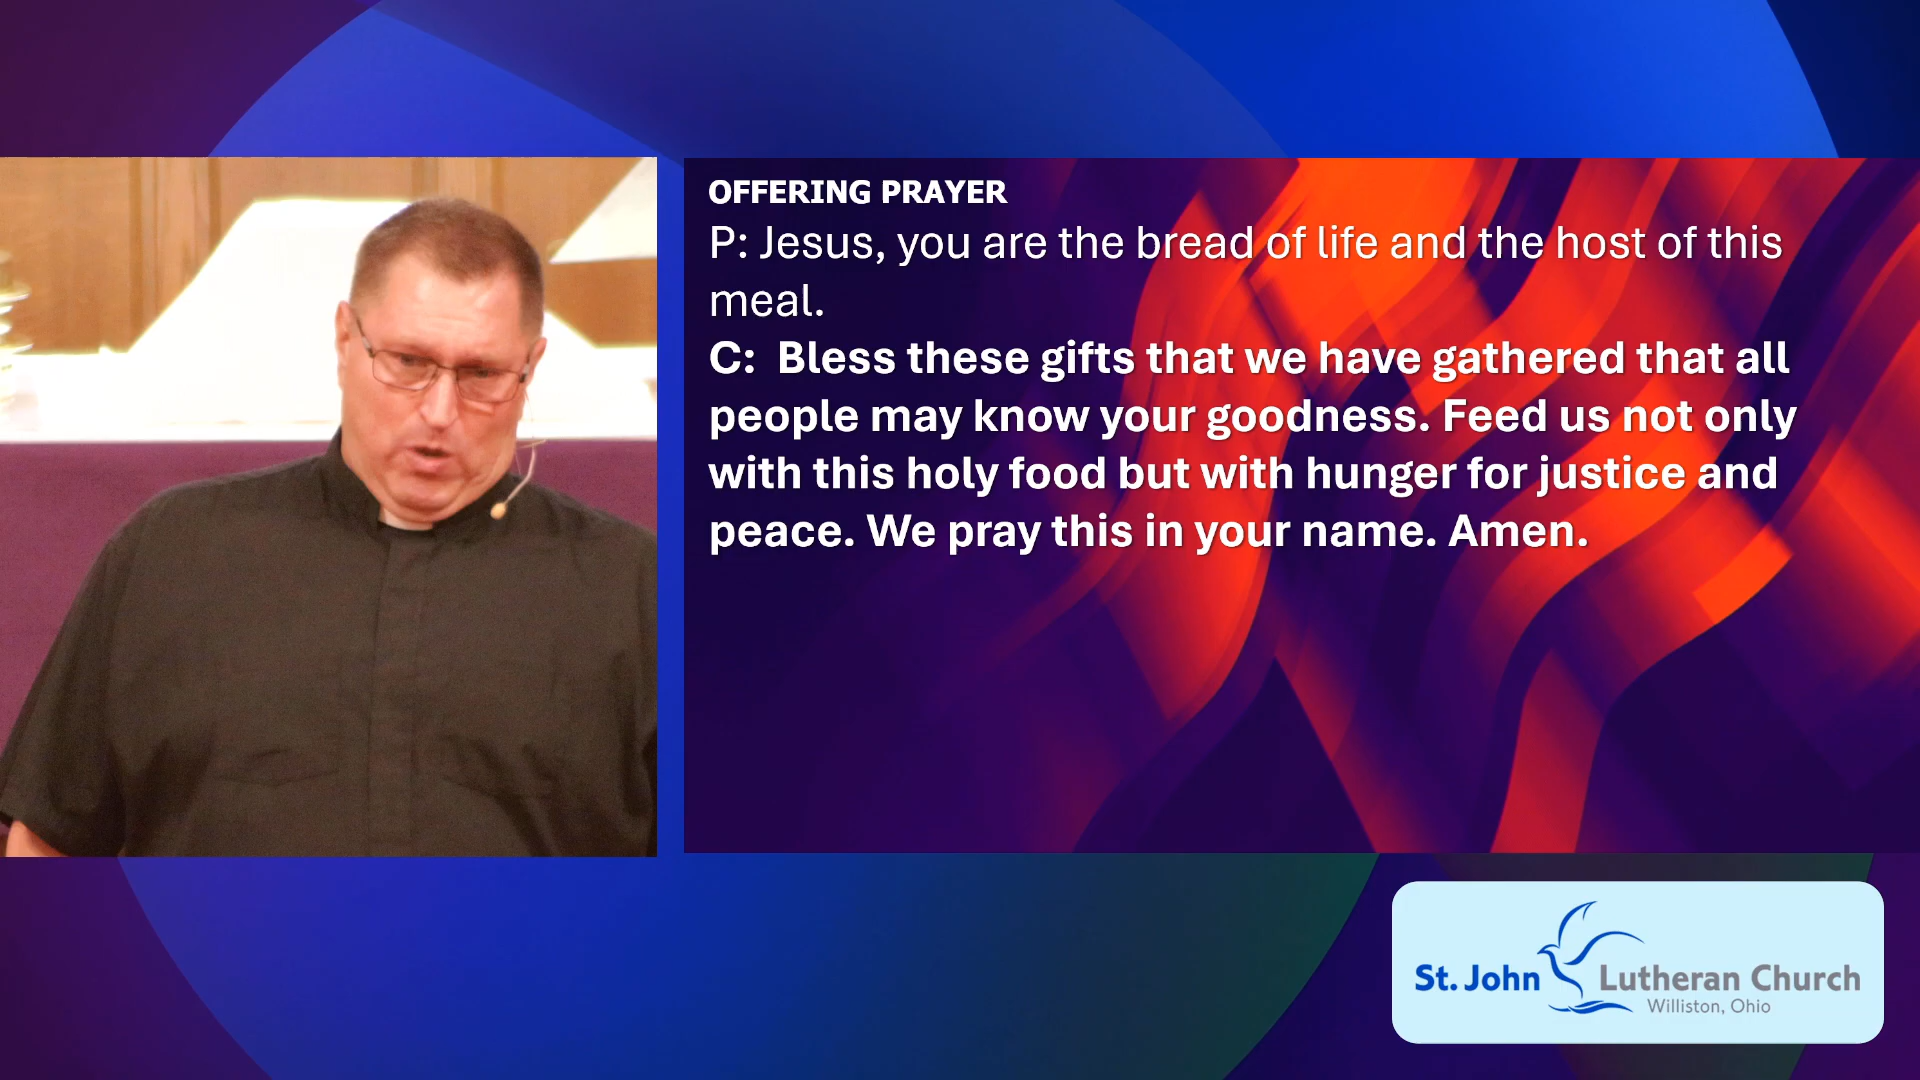 OFFERING PRAYER
P: Jesus, you are the bread of life and the host of this
meal.
C:  Bless these gifts that we have gathered that all
people may know your goodness. Feed us not only
with this holy food but with hunger for justice and
peace. We pray this in your name. Amen.
St. John Lutheran Church
Williston, Ohio